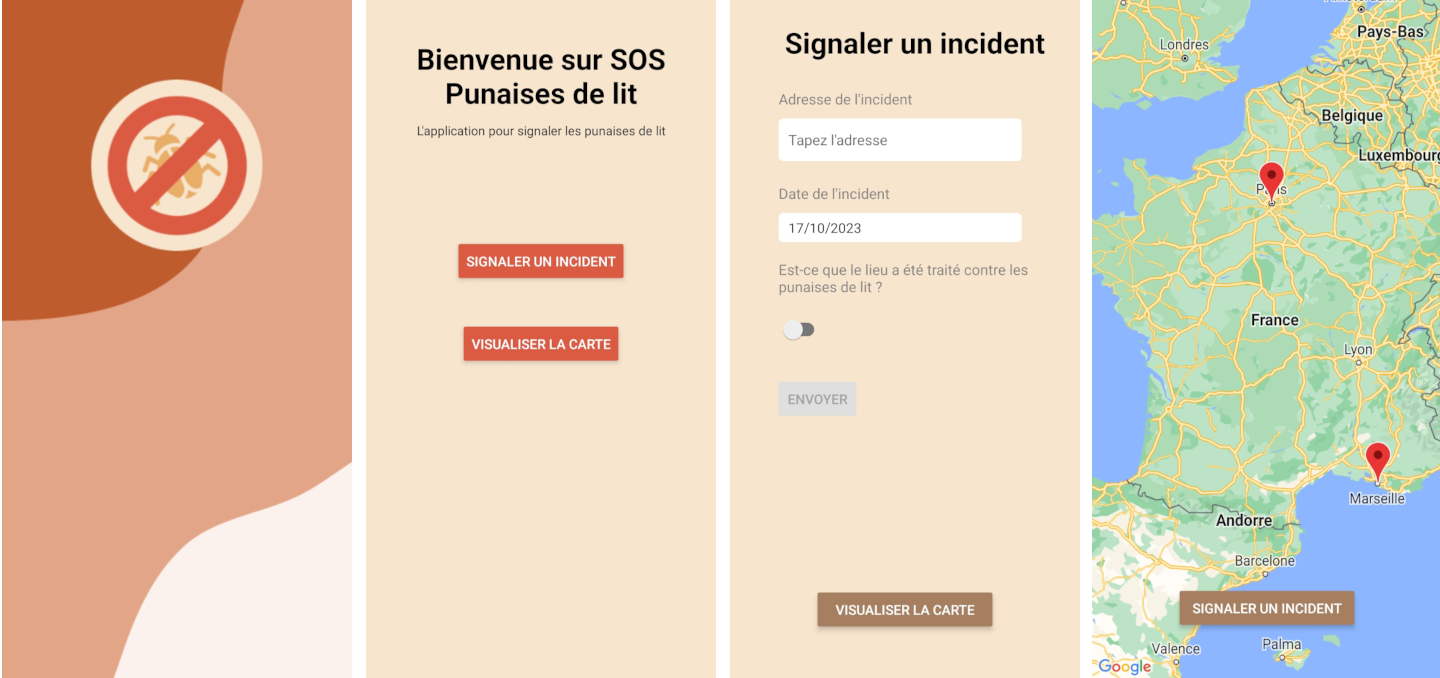 Bienvenue sur SOS
Punaises de lit
L'application pour signaler les punaises de lit
SIGNALER UN INCIDENT
VISUALISER LA CARTE
Signaler un incident
Adresse de l'incident
Tapez l'adresse
Date de l'incident
17/10/2023
Est-ce que le lieu a été traité contre les
punaises de lit ?
ENVOYER
VISUALISER LA CARTE
Londres
Pays-Bas
Belgique
Luxembourg
Paris
France
Lyon
Marseille
Andorre
Barcelone
SIGNALER UN INCIDENT
Palma
Valence
Google